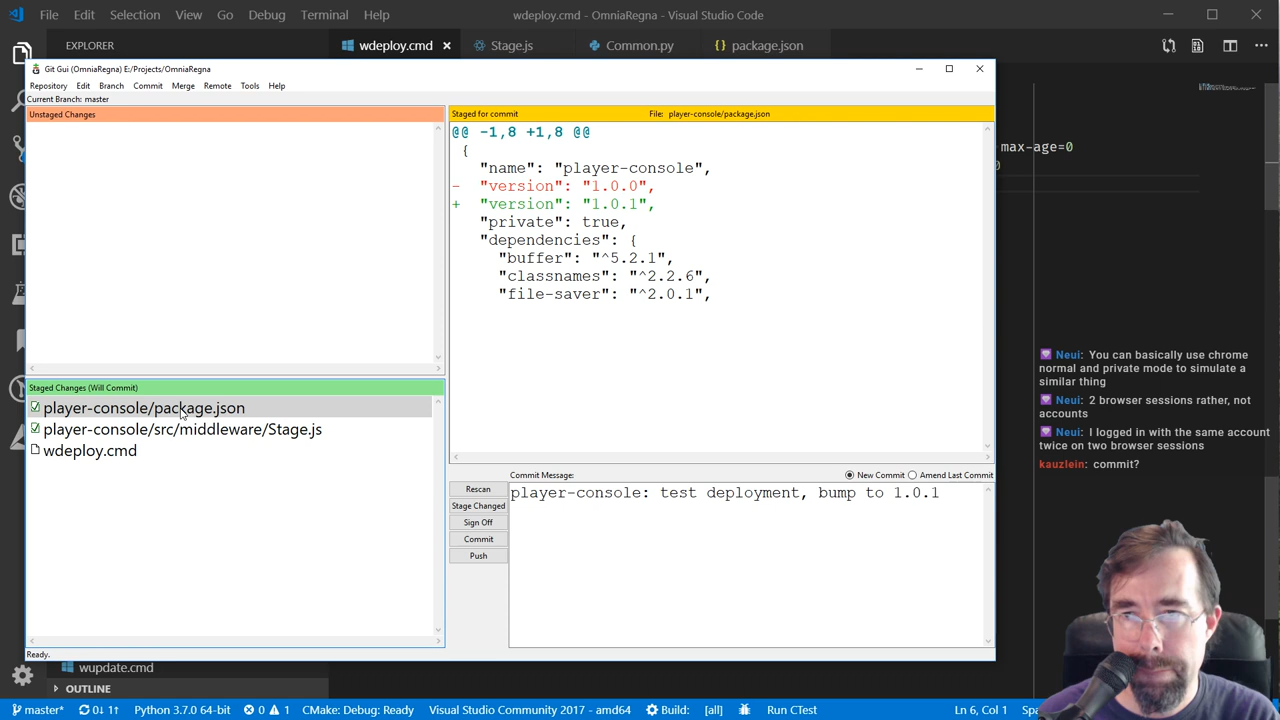 File Edit Selection View Go Debug Terminal Help
wdeploy.cmd - OmniaRegna - Visual Studio Code
EXPLORER
wdeploy.cmd
Stage.js
Common.py
{} package.json
Git Gui (OmniaRegna) E:/Projects/OmniaRegna
Repository Edit Branch Commit Merge Remote Tools Help
Current Branch: master
Unstaged Changes
Staged for commit
File: player-console/package.json
@@ -1,8 +1,8 @@
{
"name": "player-console",
- "version": "1.0.0",
+ "version": "1.0.1",
"private": true,
"dependencies": {
"buffer": "^5.2.1",
"classnames": "^2.2.6",
"file-saver": "^2.0.1",
max-age=0
0
Staged Changes (Will Commit)
player-console/package.json
player-console/src/middleware/Stage.js
wdeploy.cmd
Commit Message:
New Commit
Amend Last Commit
Rescan
Stage Changed
Sign Off
Commit
Push
player-console: test deployment, bump to 1.0.1
Ready.
Neui: You can basically use chrome
normal and private mode to simulate a
similar thing
Neui: 2 browser sessions rather, not
accounts
Neui: I logged in with the same account
twice on two browser sessions
kauzlein: commit?
wupdate.cmd
OUTLINE
master* 0↓ 1↑ Python 3.7.0 64-bit 0 1 CMake: Debug: Ready Visual Studio Community 2017 - amd64 Build: [all] Run CTest Ln 6, Col 1